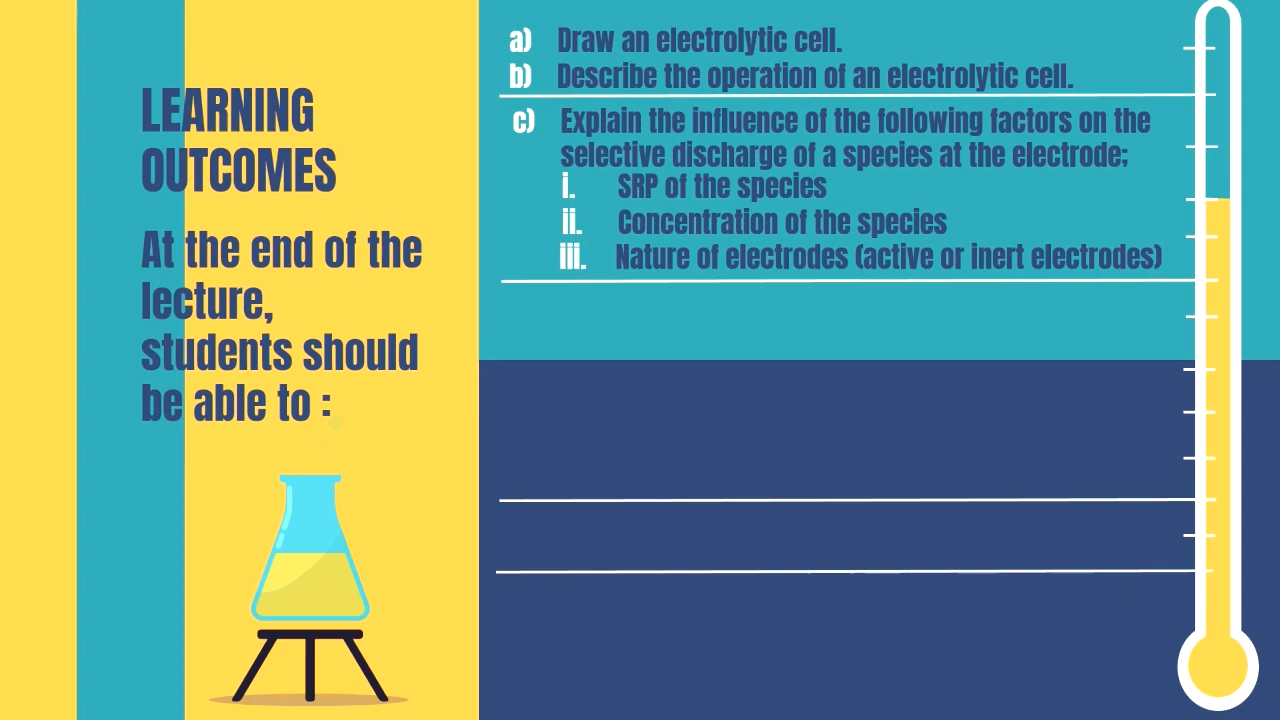 LEARNING
OUTCOMES
At the end of the
lecture,
students should
be able to :
a) Draw an electrolytic cell.
b) Describe the operation of an electrolytic cell.
c) Explain the influence of the following factors on the
selective discharge of a species at the electrode;
i. SRP of the species
ii. Concentration of the species
iii. Nature of electrodes (active or inert electrodes)